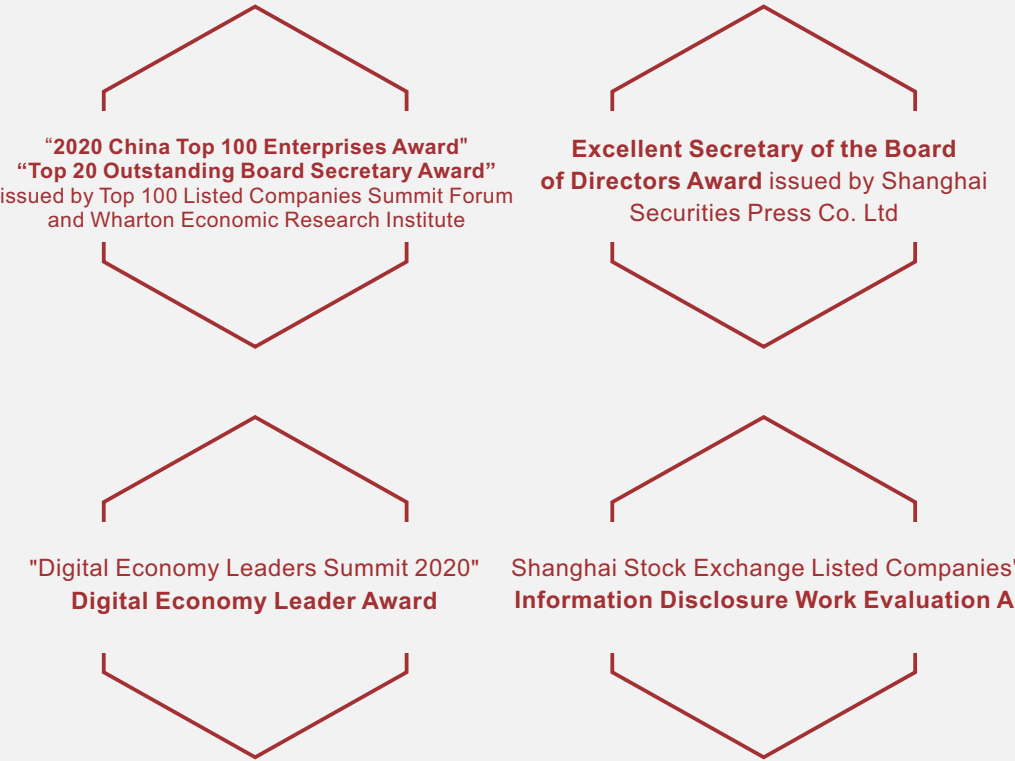 “2020 China Top 100 Enterprises Award"
“Top 20 Outstanding Board Secretary Award”
issued by Top 100 Listed Companies Summit Forum
and Wharton Economic Research Institute
Excellent Secretary of the Board
of Directors Award issued by Shanghai
Securities Press Co. Ltd
"Digital Economy Leaders Summit 2020"
Digital Economy Leader Award
Shanghai Stock Exchange Listed Companies'
Information Disclosure Work Evaluation A